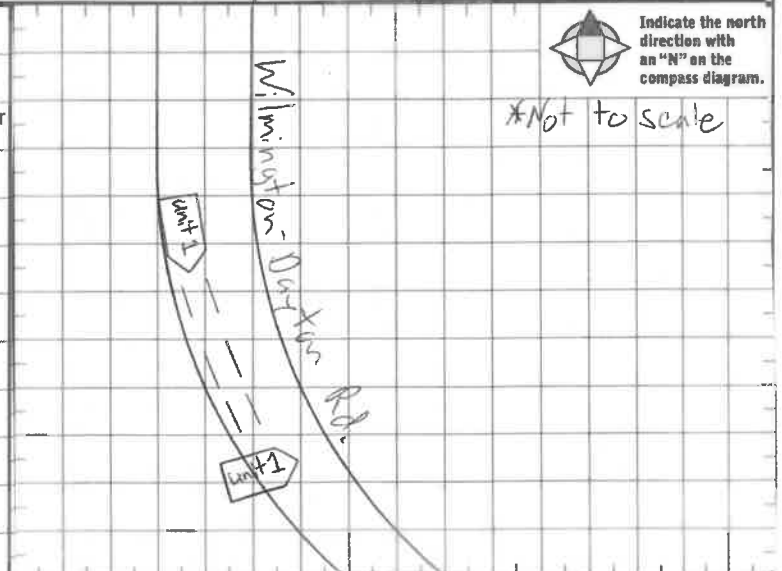 Indicate the north
direction with
an "N" on the
compass diagram.
*Not to scale
Wilmington-Dayton Rd.
unit 1
unit 1